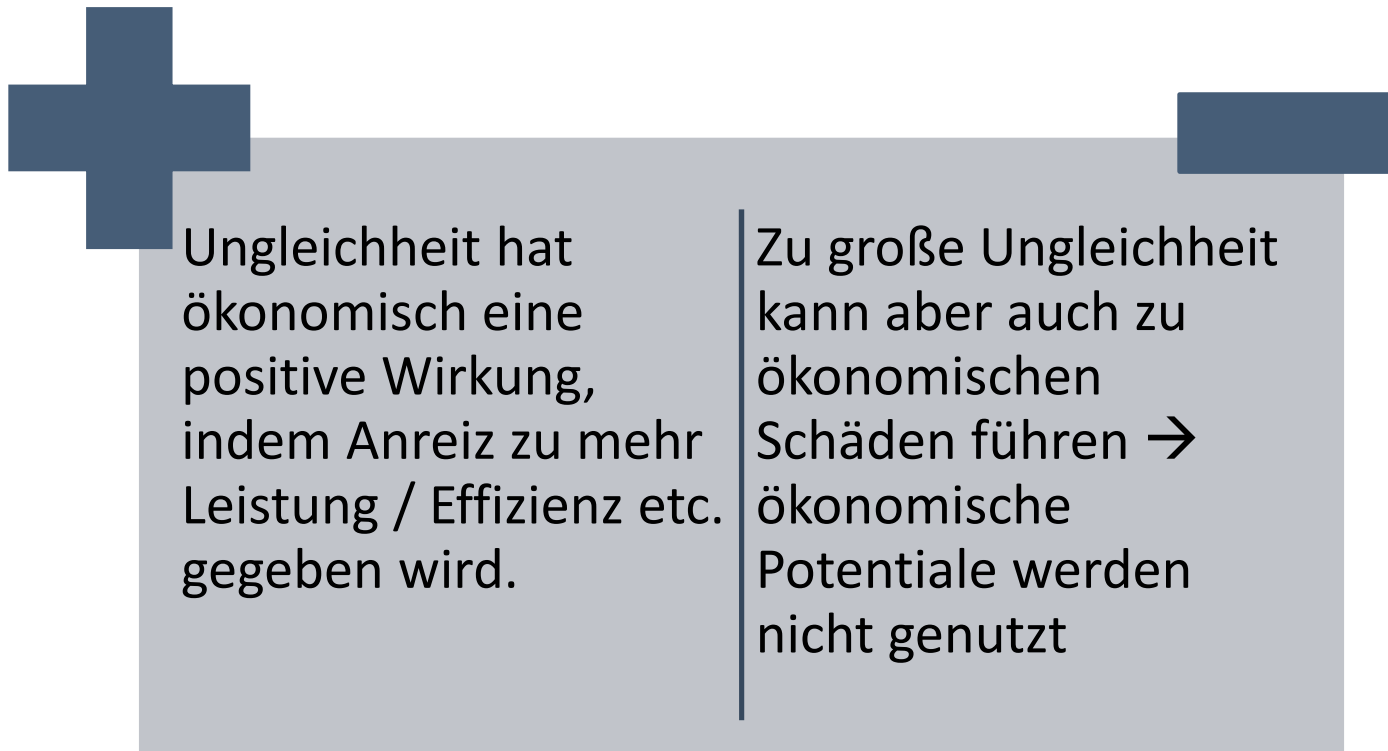 Ungleichheit hat
ökonomisch eine
positive Wirkung,
indem Anreiz zu mehr
Leistung / Effizienz etc.
gegeben wird.
Zu große Ungleichheit
kann aber auch zu
ökonomischen
Schäden führen →
ökonomische
Potentiale werden
nicht genutzt